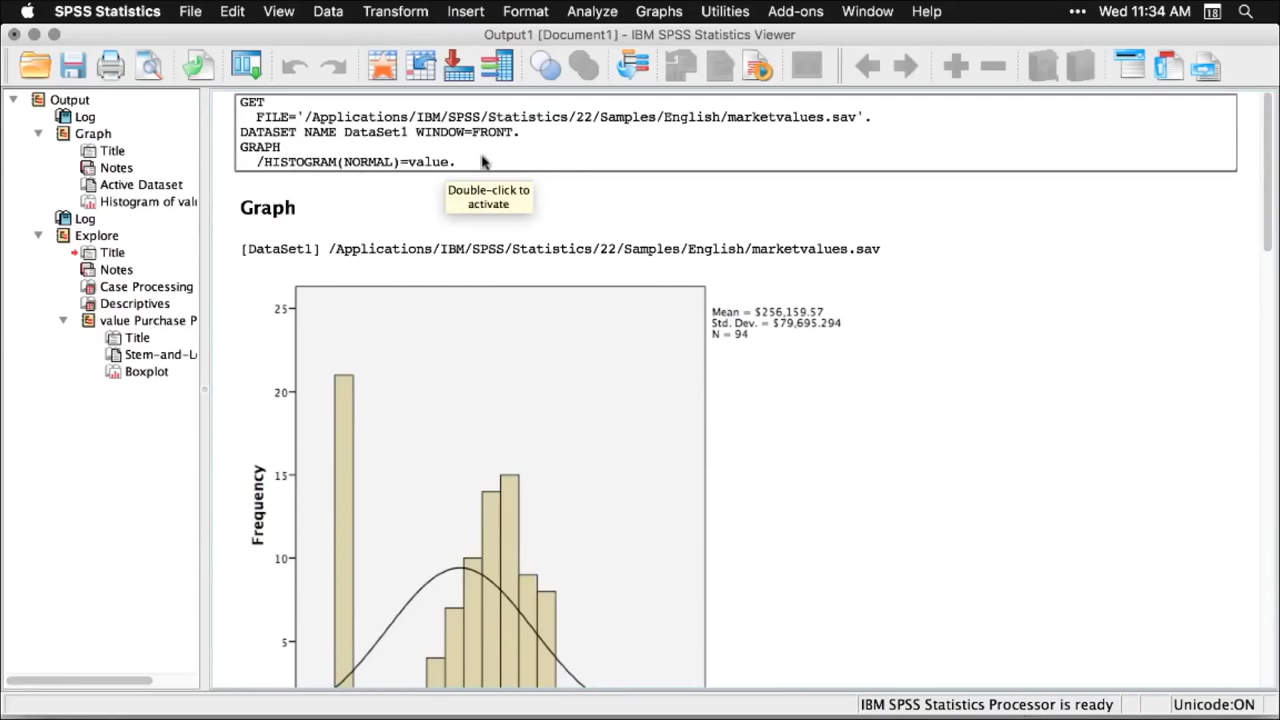 SPSS Statistics File Edit View Data Transform Insert Format Analyze Graphs Utilities Add-ons Window Help ••• Wed 11:34 AM 18
Output1 [Document1] - IBM SPSS Statistics Viewer
Output
Log
Graph
Title
Notes
Active Dataset
Histogram of valu
Log
Explore
Title
Notes
Case Processing
Descriptives
value Purchase P
Title
Stem-and-Le
Boxplot
GET
FILE='/Applications/IBM/SPSS/Statistics/22/Samples/English/marketvalues.sav'.
DATASET NAME DataSet1 WINDOW=FRONT.
GRAPH
/HISTOGRAM(NORMAL)=value.
Double-click to
activate
Graph
[DataSet1] /Applications/IBM/SPSS/Statistics/22/Samples/English/marketvalues.sav
25
20
15
10
5
Frequency
Mean = $256,159.57
Std. Dev. = $79,695.294
N = 94
IBM SPSS Statistics Processor is ready Unicode:ON